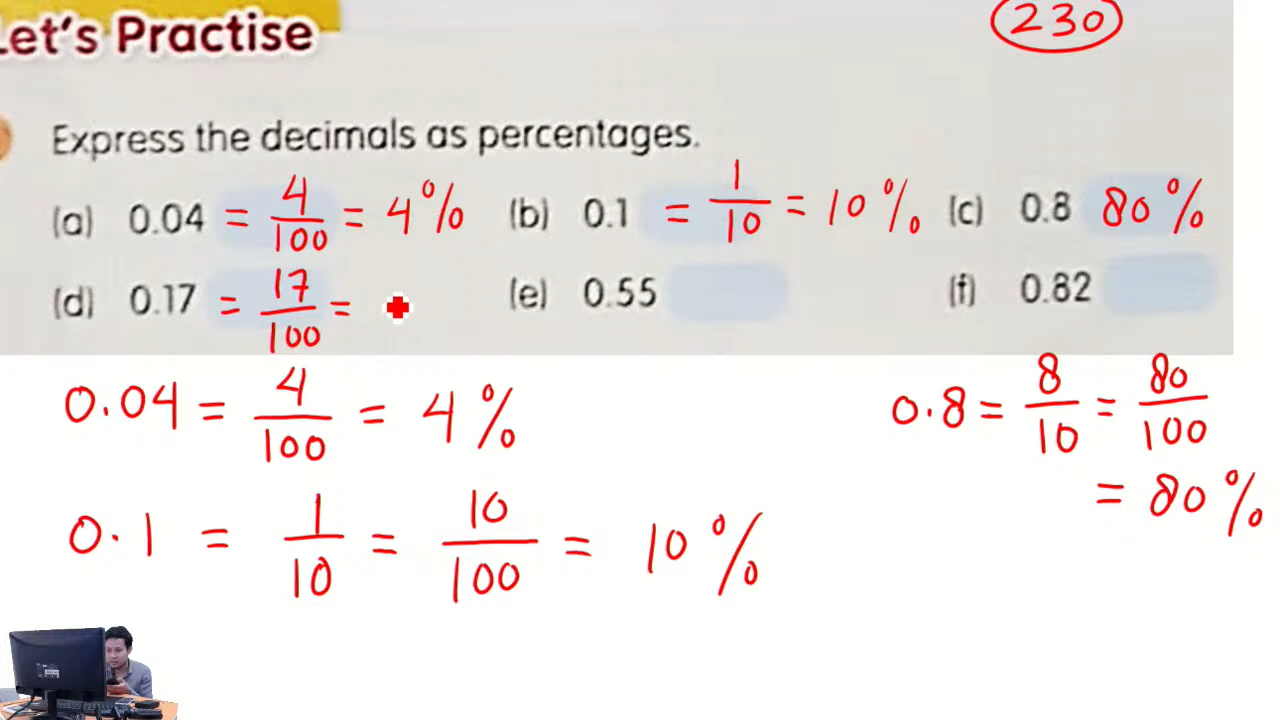 Let's Practise
230
Express the decimals as percentages.
(a) 0.04 = 4/100 = 4% (b) 0.1 = 1/10 = 10% (c) 0.8 80%
(d) 0.17 = 17/100 = (e) 0.55 (f) 0.82
0.04 = 4/100 = 4%
0.8 = 8/10 = 80/100
= 80%
0.1 = 1/10 = 10/100 = 10%